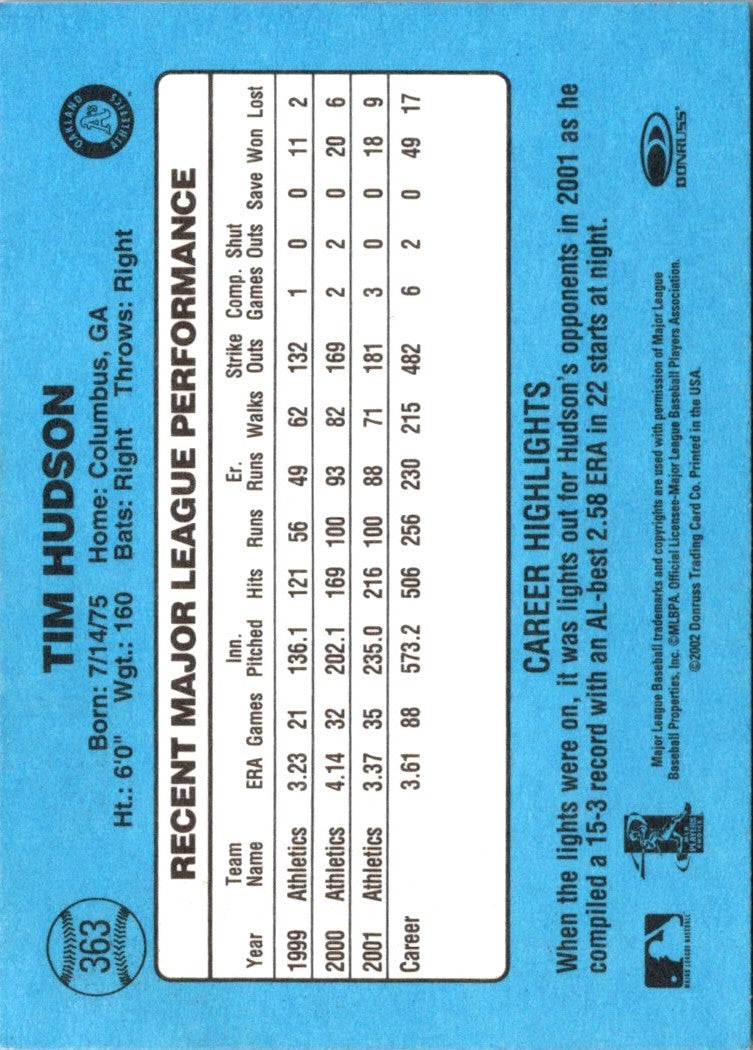 363
TIM HUDSON
Born: 7/14/75 Home: Columbus, GA
Ht.: 6'0" Wgt.: 160 Bats: Right Throws: Right
OAKLAND A's ATHLETICS ™
RECENT MAJOR LEAGUE PERFORMANCE
Year Team Name ERA Games Inn. Pitched Hits Runs Er. Runs Walks Strike Outs Comp. Games Shut Outs Save Won Lost
1999 Athletics 3.23 21 136.1 121 56 49 62 132 1 0 0 11 2
2000 Athletics 4.14 32 202.1 169 100 93 82 169 2 2 0 20 6
2001 Athletics 3.37 35 235.0 216 100 88 71 181 3 0 0 18 9
Career 3.61 88 573.2 506 256 230 215 482 6 2 0 49 17
CAREER HIGHLIGHTS
When the lights were on, it was lights out for Hudson's opponents in 2001 as he
compiled a 15-3 record with an AL-best 2.58 ERA in 22 starts at night.
MAJOR LEAGUE BASEBALL
PLAYERS CHOICE
Major League Baseball trademarks and copyrights are used with permission of Major League
Baseball Properties, Inc. ©MLBPA. Official Licensee-Major League Baseball Players Association.
©2002 Donruss Trading Card Co. Printed in the USA.
DONRUSS®